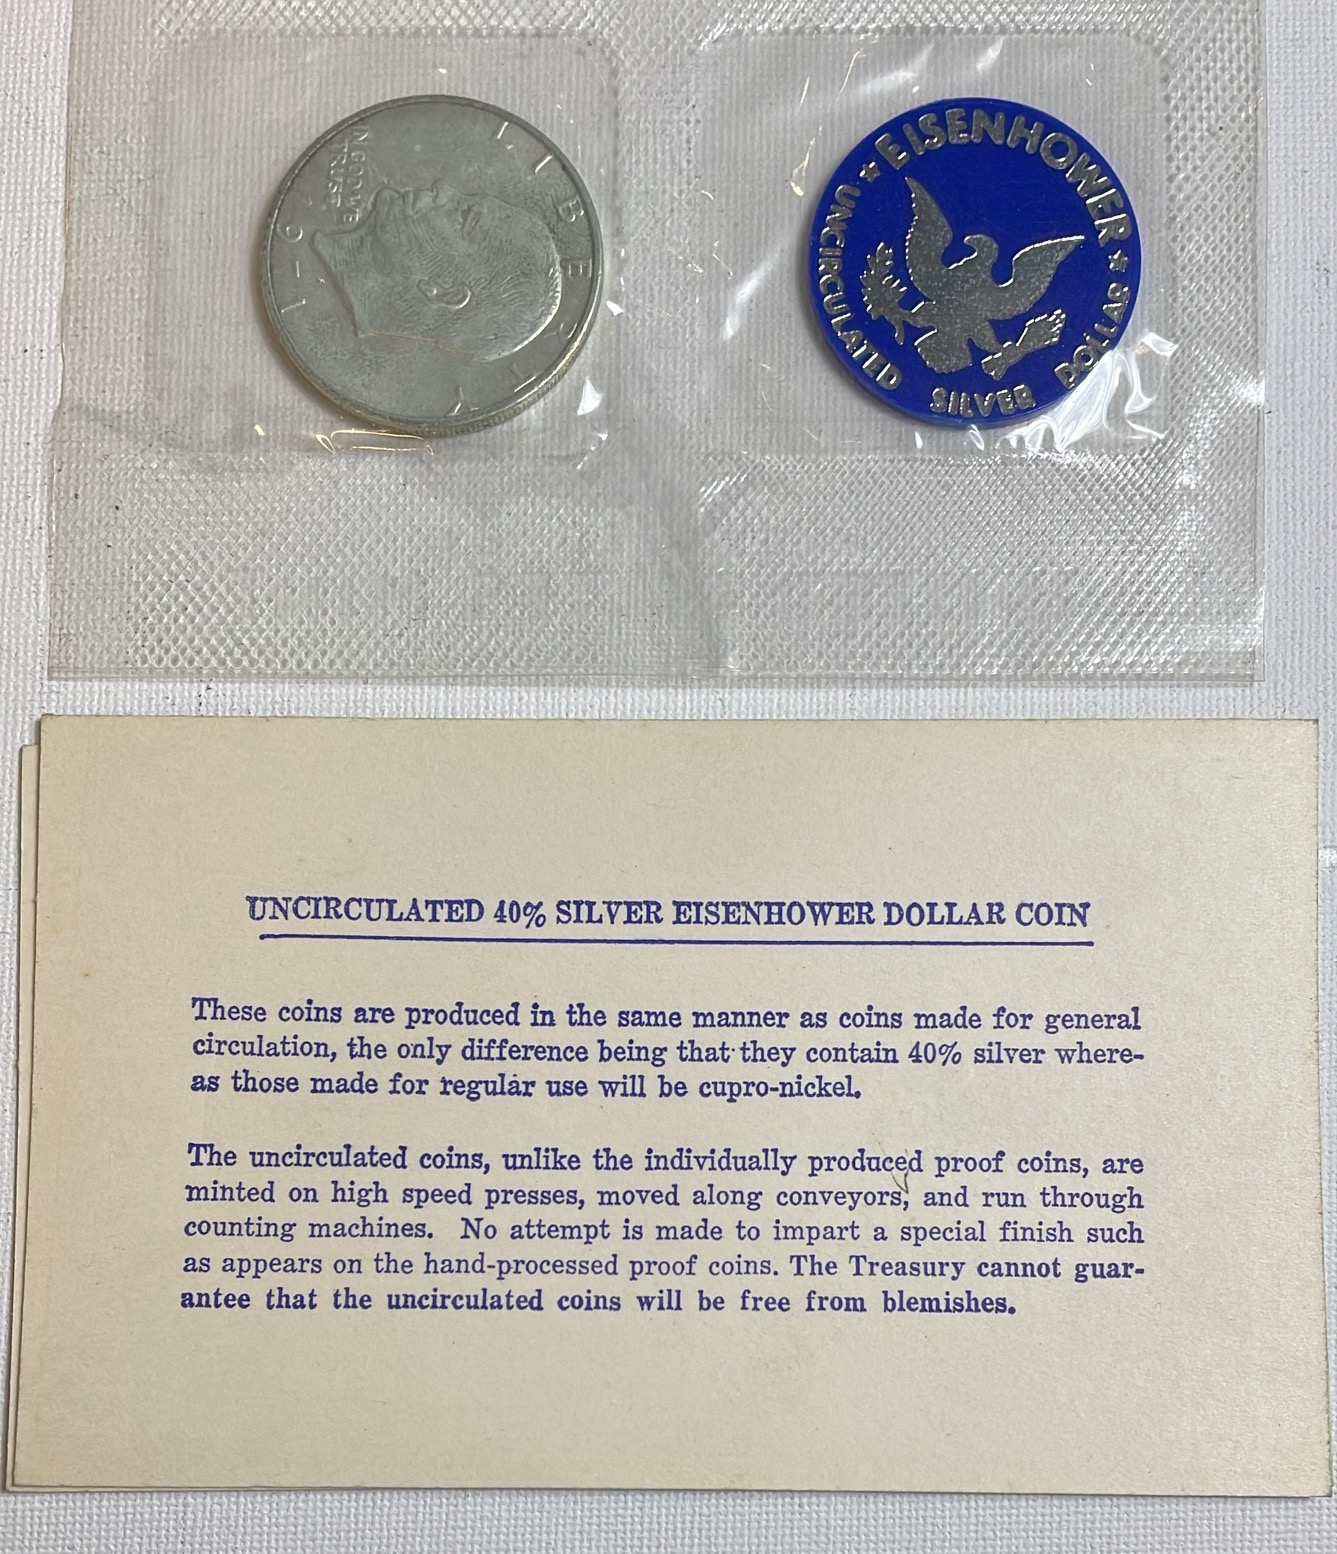 LIBERTY
IN GOD WE
TRUST
★ EISENHOWER ★
UNCIRCULATED SILVER DOLLAR
UNCIRCULATED 40% SILVER EISENHOWER DOLLAR COIN
These coins are produced in the same manner as coins made for general
circulation, the only difference being that they contain 40% silver where-
as those made for regular use will be cupro-nickel.
The uncirculated coins, unlike the individually produced proof coins, are
minted on high speed presses, moved along conveyors, and run through
counting machines. No attempt is made to impart a special finish such
as appears on the hand-processed proof coins. The Treasury cannot guar-
antee that the uncirculated coins will be free from blemishes.